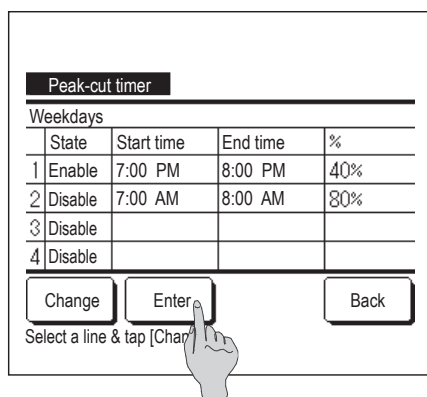 Peak-cut timer
Weekdays
State Start time End time %
1 Enable 7:00 PM 8:00 PM 40%
2 Disable 7:00 AM 8:00 AM 80%
3 Disable
4 Disable
Change Enter Back
Select a line & tap [Chan